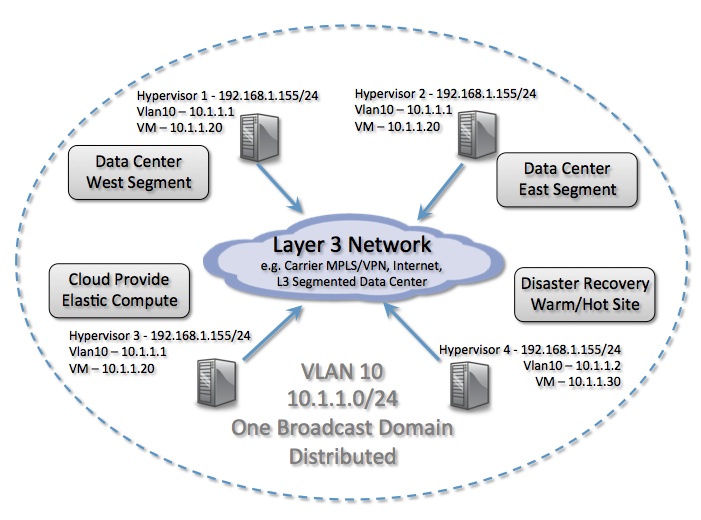 Hypervisor 1 - 192.168.1.155/24
Vlan10 – 10.1.1.1
VM – 10.1.1.20
Hypervisor 2 - 192.168.1.155/24
Vlan10 – 10.1.1.1
VM – 10.1.1.20
Data Center
West Segment
Data Center
East Segment
Layer 3 Network
e.g. Carrier MPLS/VPN, Internet,
L3 Segmented Data Center
Cloud Provide
Elastic Compute
Disaster Recovery
Warm/Hot Site
Hypervisor 3 - 192.168.1.155/24
Vlan10 – 10.1.1.1
VM – 10.1.1.20
Hypervisor 4 - 192.168.1.155/24
Vlan10 – 10.1.1.2
VM – 10.1.1.30
VLAN 10
10.1.1.0/24
One Broadcast Domain
Distributed